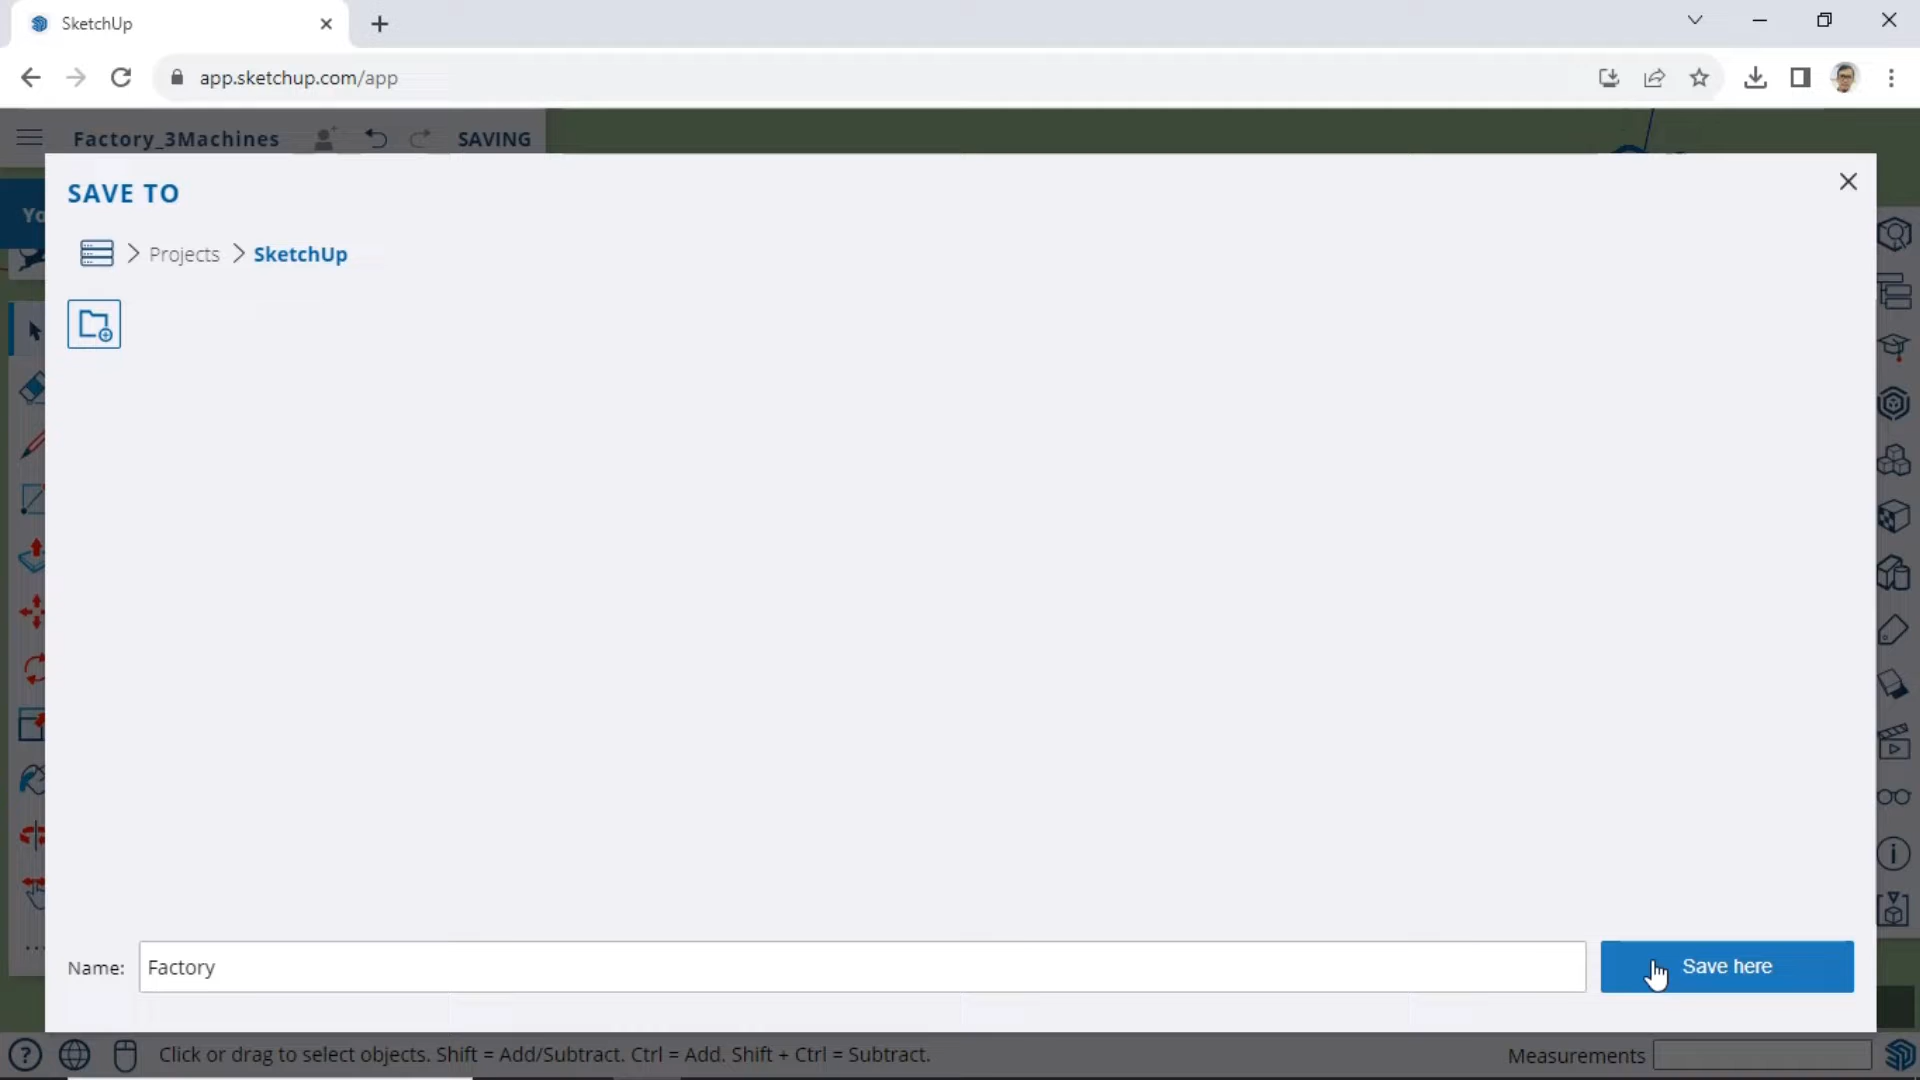 SketchUp
app.sketchup.com/app
Factory_3Machines
SAVING
SAVE TO
Yo
Projects SketchUp
Name: Factory
Save here
Click or drag to select objects. Shift = Add/Subtract. Ctrl = Add. Shift + Ctrl = Subtract.
Measurements